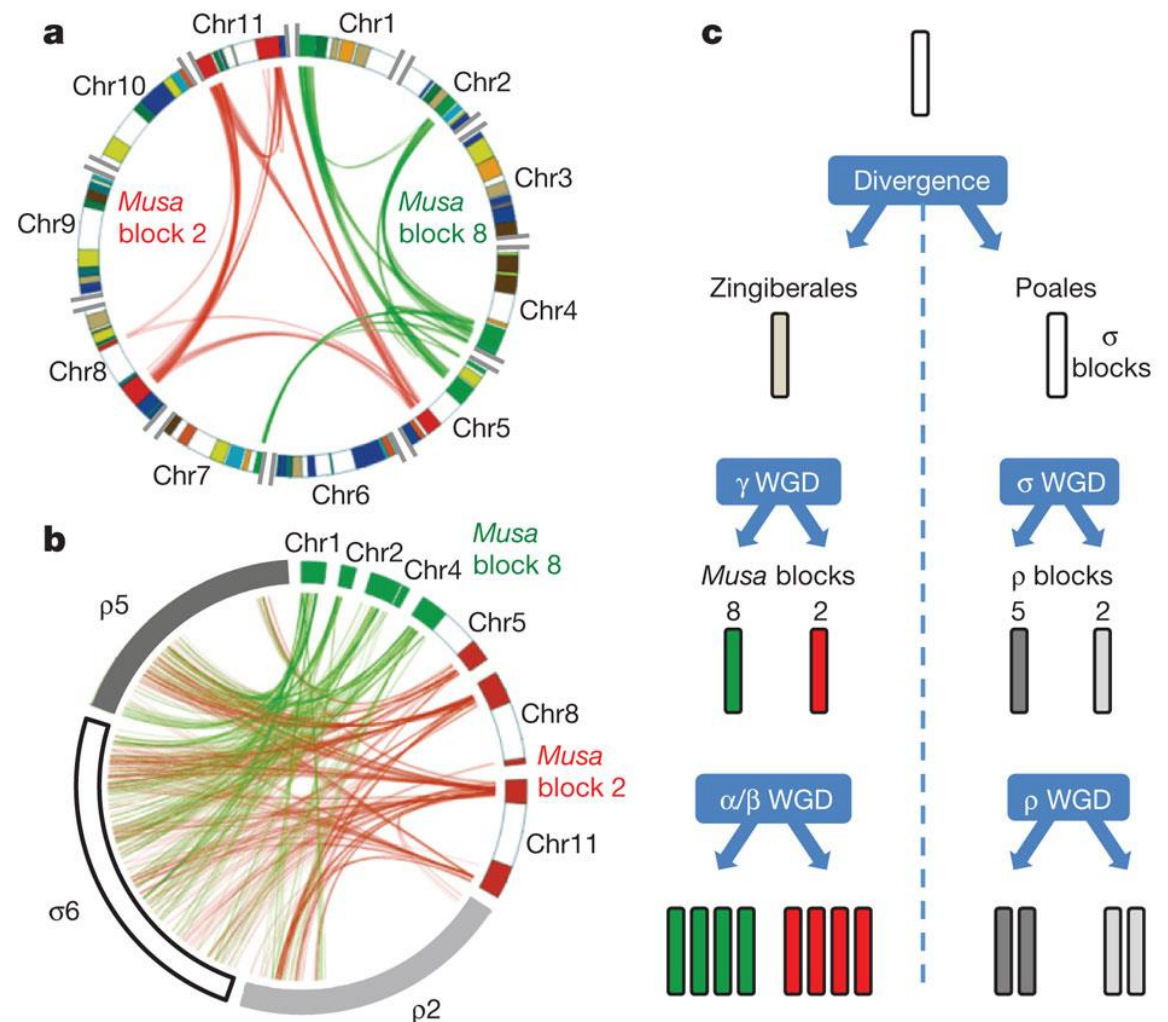 a
Chr11
Chr1
Chr10
Chr2
Chr3
Chr9
Musa
block 2
Musa
block 8
Chr4
Chr8
Chr5
Chr7
Chr6
b
Musa
block 8
Chr1
Chr2
Chr4
ρ5
Chr5
Chr8
Musa
block 2
Chr11
σ6
ρ2
c
Divergence
Zingiberales
Poales
σ
blocks
γ WGD
σ WGD
Musa blocks
ρ blocks
8 2
5 2
α/β WGD
ρ WGD